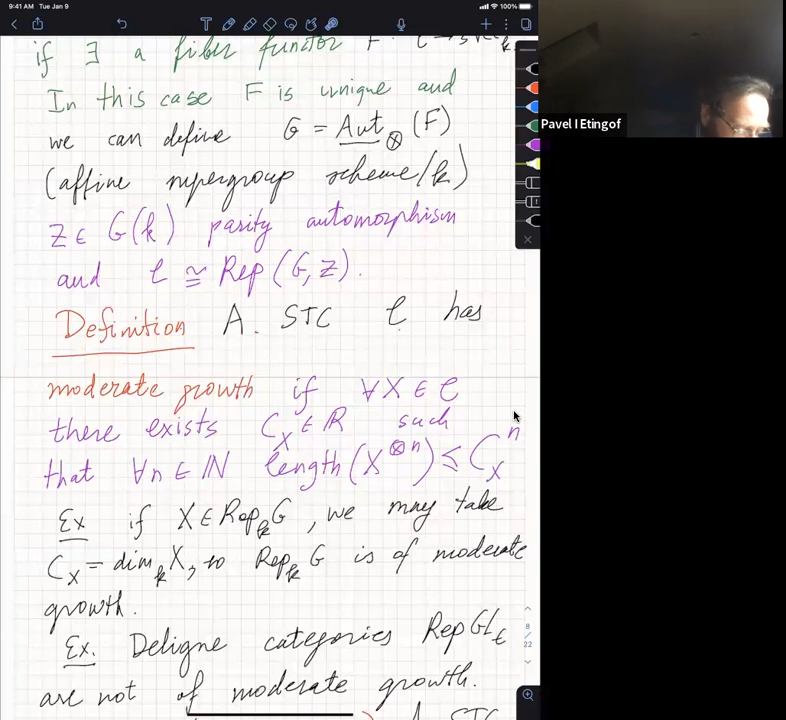 9:41 AM Tue Jan 9
100%
if ∃ a fiber functor F: C →
In this case F is unique and
we can define G = Aut⊗ (F)
(affine supergroup scheme/k)
z ∈ G(k) parity automorphism
and C ≅ Rep (G, z).
Definition A. STC C has
moderate growth if ∀X ∈ C
there exists C_X ∈ ℝ such
that ∀n ∈ ℕ length (X^⊗n) ≤ C_X^n
Ex if X ∈ Rep_k G, we may take
C_X = dim_k X, so Rep_k G is of moderate
growth.
Ex. Deligne categories Rep GL_t
are not of moderate growth.
A STC
8
/
22
Pavel I Etingof